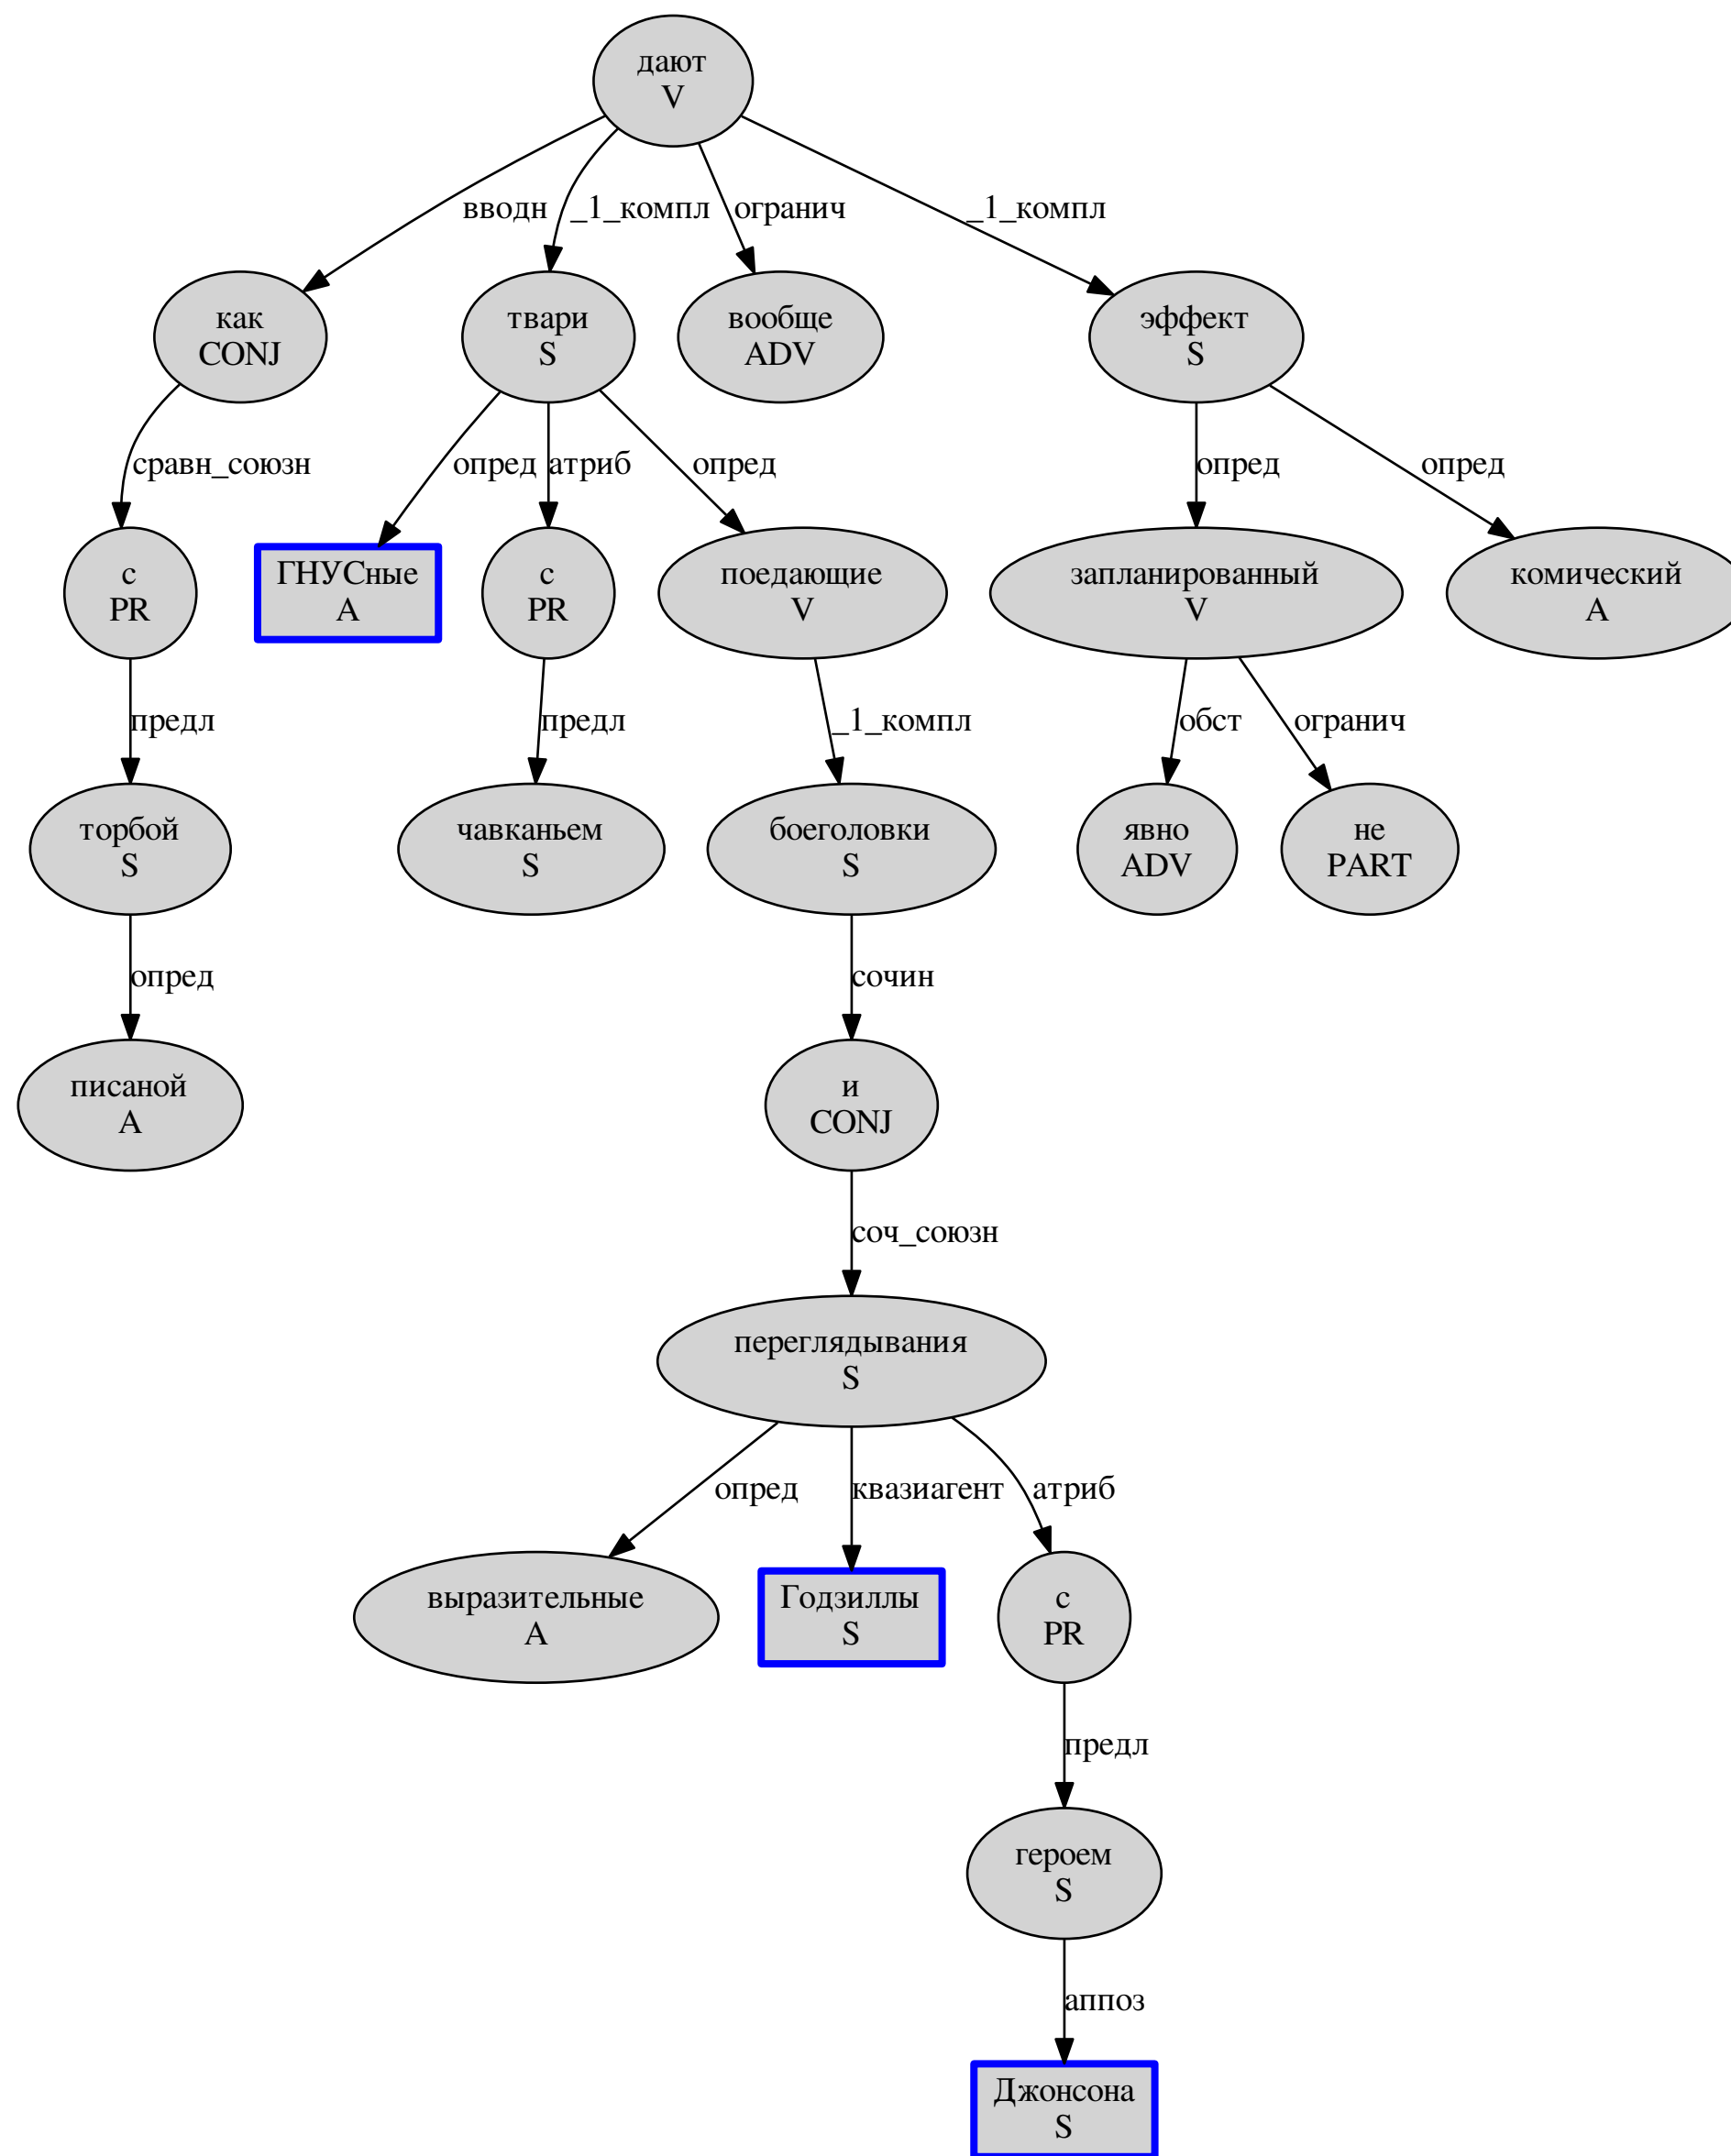 дают
V
вводн
_1_компл
огранич
_1_компл
как
CONJ
твари
S
вообще
ADV
эффект
S
сравн_союзн
опред
атриб
опред
опред
опред
с
PR
ГНУСные
A
с
PR
поедающие
V
запланированный
V
комический
A
предл
предл
_1_компл
обст
огранич
торбой
S
чавканьем
S
боеголовки
S
явно
ADV
не
PART
опред
сочин
писаной
A
и
CONJ
соч_союзн
переглядывания
S
опред
квазиагент
атриб
выразительные
A
Годзиллы
S
с
PR
предл
героем
S
аппоз
Джонсона
S